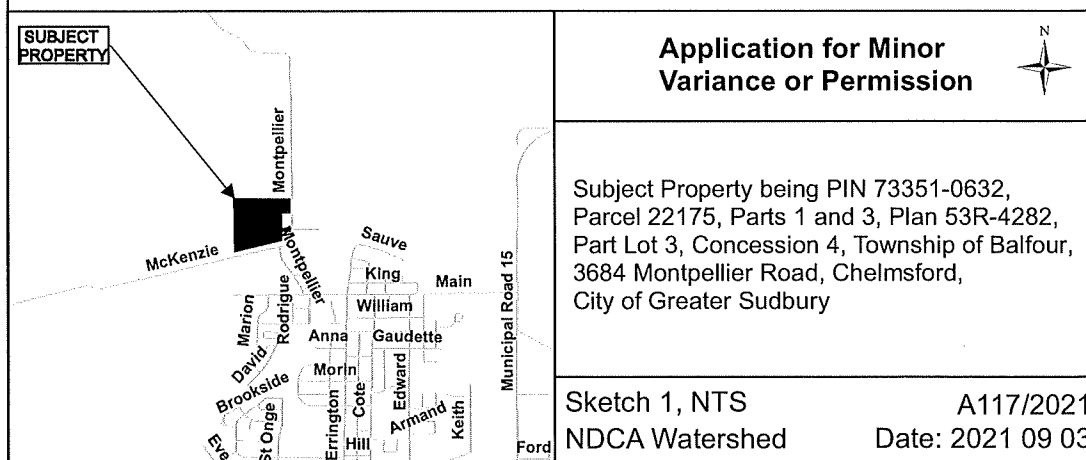 SUBJECT
PROPERTY
Montpellier
McKenzie
Montpellier
Sauve
King
Main
William
Marion
Rodrigue
Anna
Gaudette
David
Morin
Brookside
Errington
Cote
Edward
Armand
Keith
St Onge
Eve
Hill
Municipal Road 15
Ford
Application for Minor
Variance or Permission
N
Subject Property being PIN 73351-0632,
Parcel 22175, Parts 1 and 3, Plan 53R-4282,
Part Lot 3, Concession 4, Township of Balfour,
3684 Montpellier Road, Chelmsford,
City of Greater Sudbury
Sketch 1, NTS
A117/2021
NDCA Watershed
Date: 2021 09 03